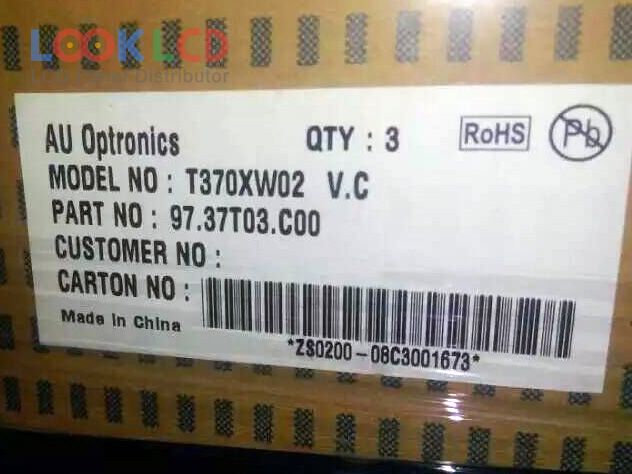 LOOK LCD
Distributor
AU Optronics QTY : 3 RoHS Pb
MODEL NO : T370XW02 V.C
PART NO : 97.37T03.C00
CUSTOMER NO :
CARTON NO :
Made in China
*ZS0200-08C3001673*